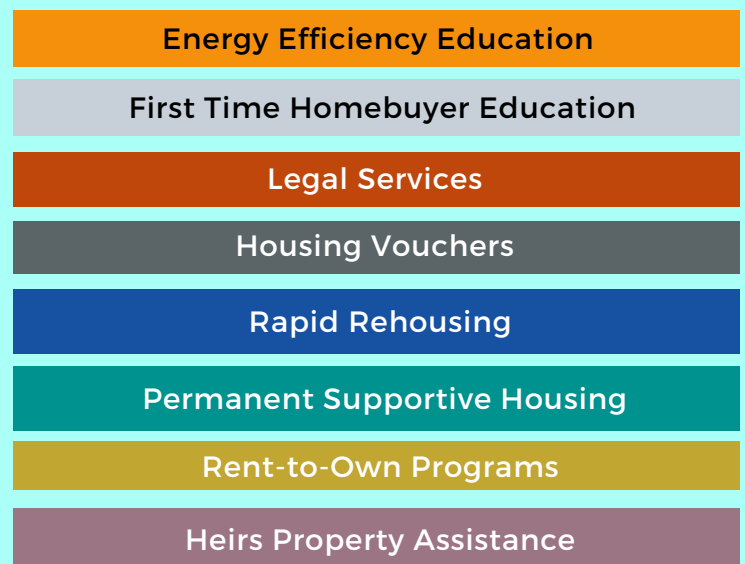 Energy Efficiency Education
First Time Homebuyer Education
Legal Services
Housing Vouchers
Rapid Rehousing
Permanent Supportive Housing
Rent-to-Own Programs
Heirs Property Assistance